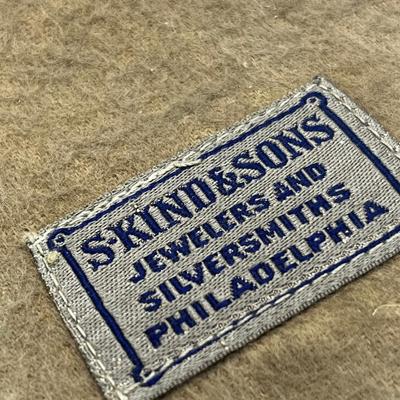 S·KIND & SONS
JEWELERS AND
SILVERSMITHS
PHILADELPHIA